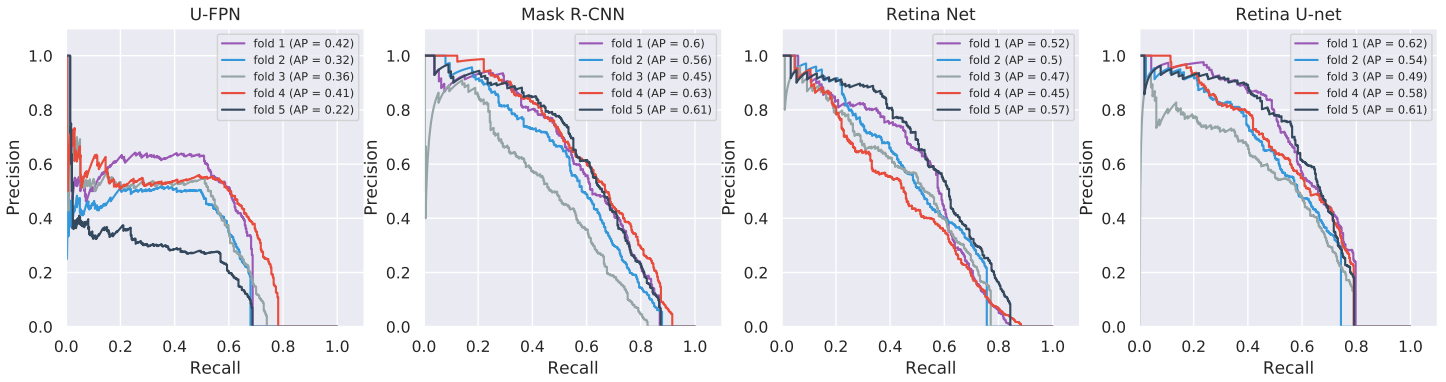 U-FPN
fold 1 (AP = 0.42)
fold 2 (AP = 0.32)
fold 3 (AP = 0.36)
fold 4 (AP = 0.41)
fold 5 (AP = 0.22)
1.0
0.8
0.6
0.4
0.2
0.0
Precision
0.0 0.2 0.4 0.6 0.8 1.0
Recall
Mask R-CNN
fold 1 (AP = 0.6)
fold 2 (AP = 0.56)
fold 3 (AP = 0.45)
fold 4 (AP = 0.63)
fold 5 (AP = 0.61)
1.0
0.8
0.6
0.4
0.2
0.0
Precision
0.0 0.2 0.4 0.6 0.8 1.0
Recall
Retina Net
fold 1 (AP = 0.52)
fold 2 (AP = 0.5)
fold 3 (AP = 0.47)
fold 4 (AP = 0.45)
fold 5 (AP = 0.57)
1.0
0.8
0.6
0.4
0.2
0.0
Precision
0.0 0.2 0.4 0.6 0.8 1.0
Recall
Retina U-net
fold 1 (AP = 0.62)
fold 2 (AP = 0.54)
fold 3 (AP = 0.49)
fold 4 (AP = 0.58)
fold 5 (AP = 0.61)
1.0
0.8
0.6
0.4
0.2
0.0
Precision
0.0 0.2 0.4 0.6 0.8 1.0
Recall